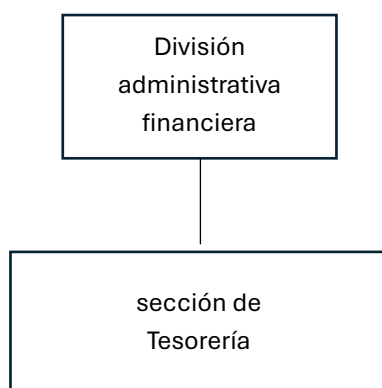 División
administrativa
financiera
sección de
Tesorería